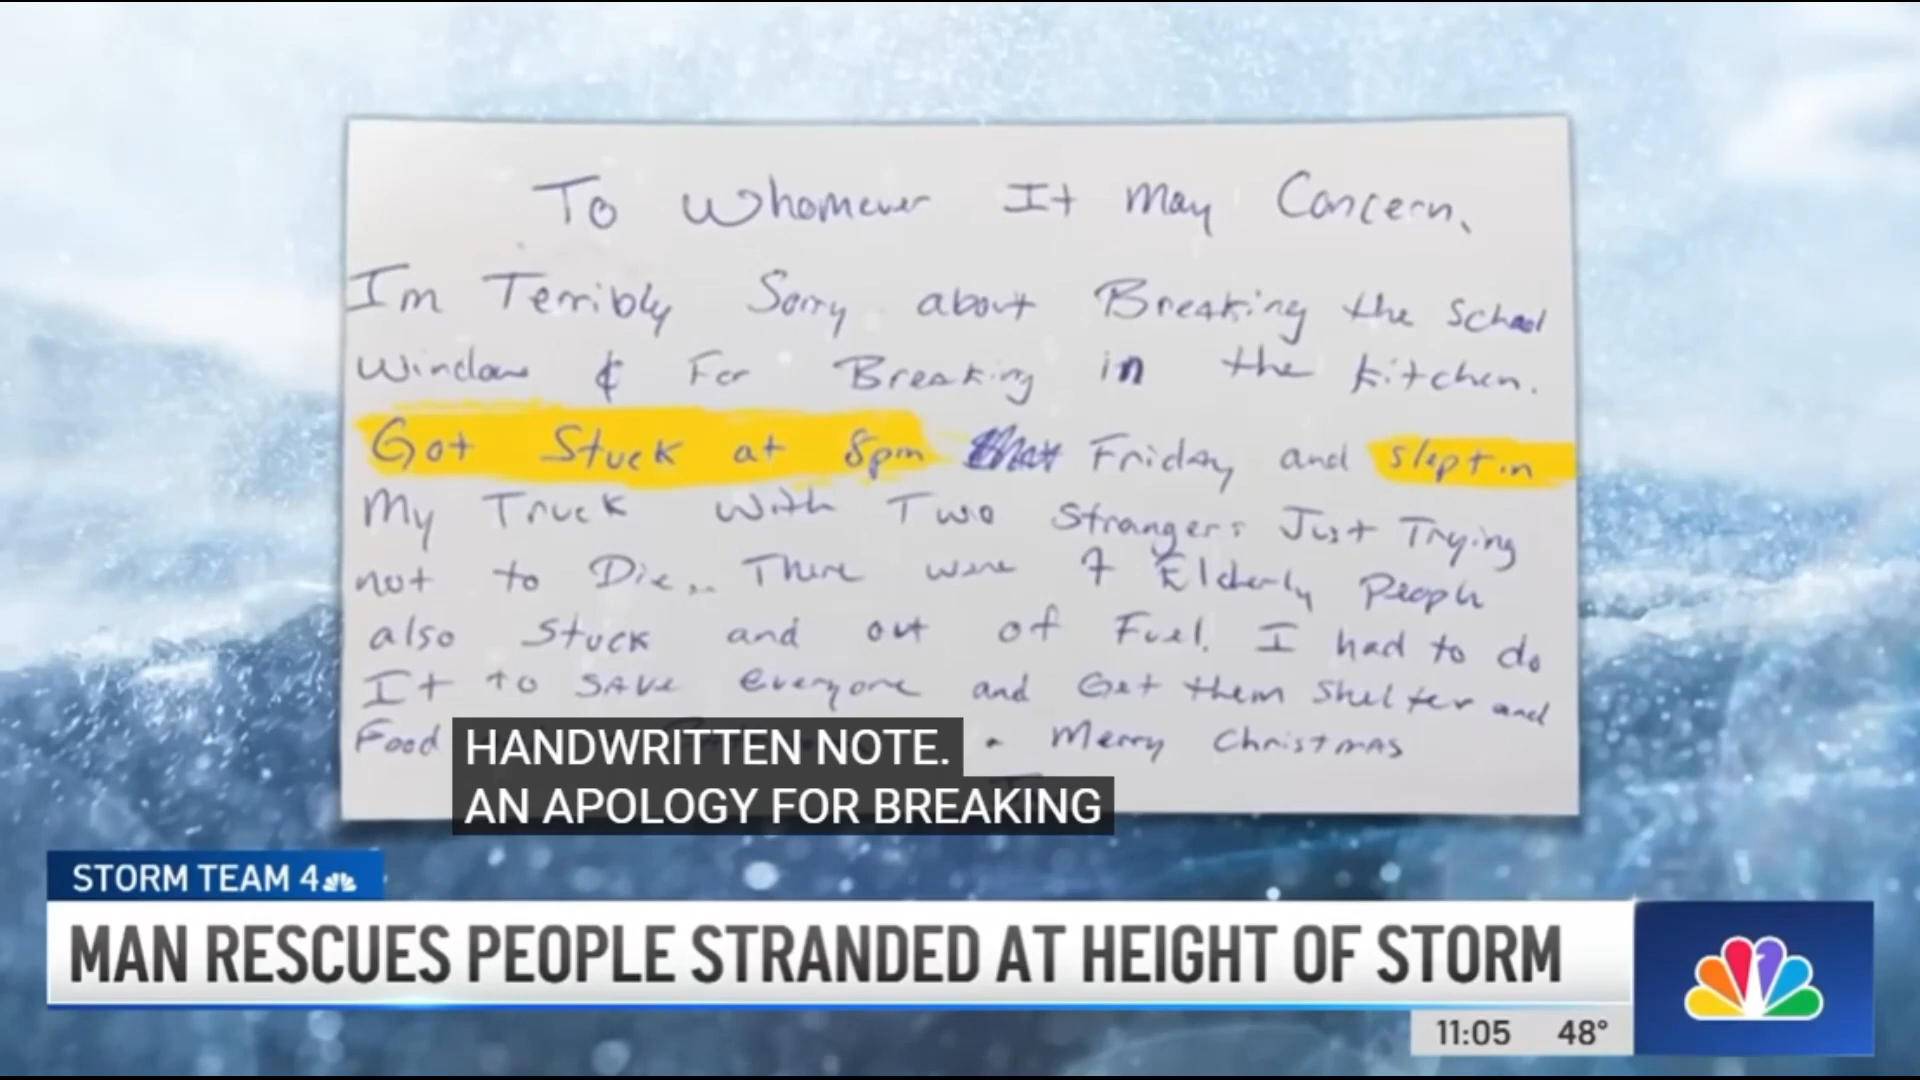 To Whomever It May Concern,
I'm Terribly Sorry about Breaking the School
Window & For Breaking in the Kitchen.
Got Stuck at 8pm Friday and slept in
My Truck with Two Strangers Just Trying
not to Die... There were 7 Elderly People
also Stuck and out of Fuel. I had to do
It to SAVE everyone and Get them Shelter and
Food Merry Christmas
HANDWRITTEN NOTE.
AN APOLOGY FOR BREAKING
STORM TEAM 4
MAN RESCUES PEOPLE STRANDED AT HEIGHT OF STORM
11:05 48°